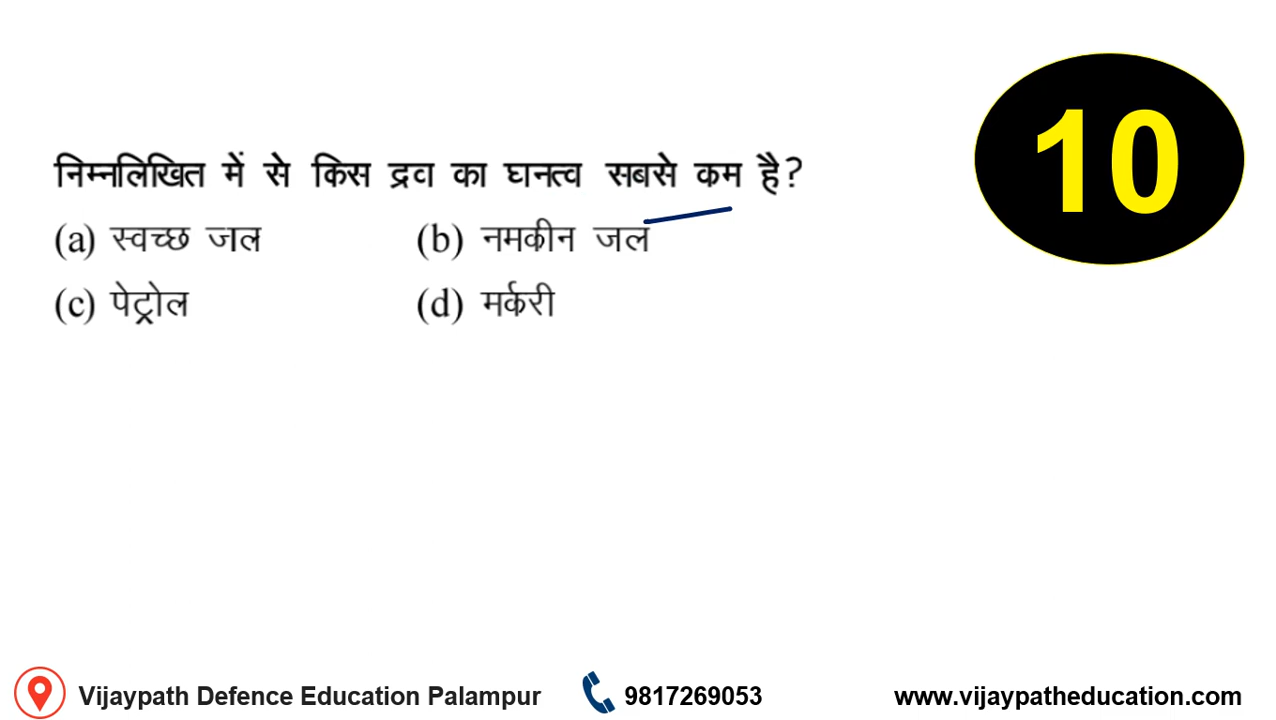 निम्नलिखित में से किस द्रव का घनत्व सबसे कम है?
10
(a) स्वच्छ जल (b) नमकीन जल
(c) पेट्रोल (d) मर्करी
Vijaypath Defence Education Palampur 9817269053 www.vijaypatheducation.com